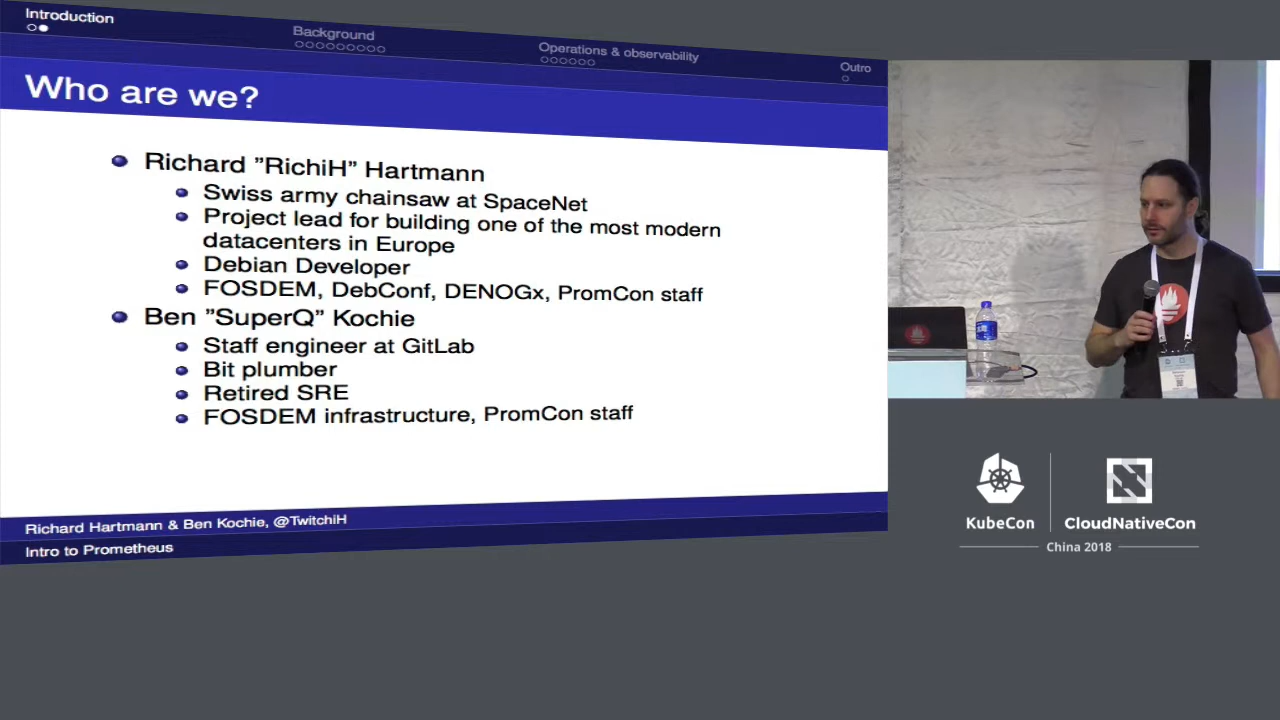 Introduction
Background
Operations & observability
Outro
Who are we?
Richard ”RichiH” Hartmann
Swiss army chainsaw at SpaceNet
Project lead for building one of the most modern
datacenters in Europe
Debian Developer
FOSDEM, DebConf, DENOGx, PromCon staff
Ben ”SuperQ” Kochie
Staff engineer at GitLab
Bit plumber
Retired SRE
FOSDEM infrastructure, PromCon staff
Richard Hartmann & Ben Kochie, @TwitchiH
Intro to Prometheus
KubeCon
CloudNativeCon
China 2018